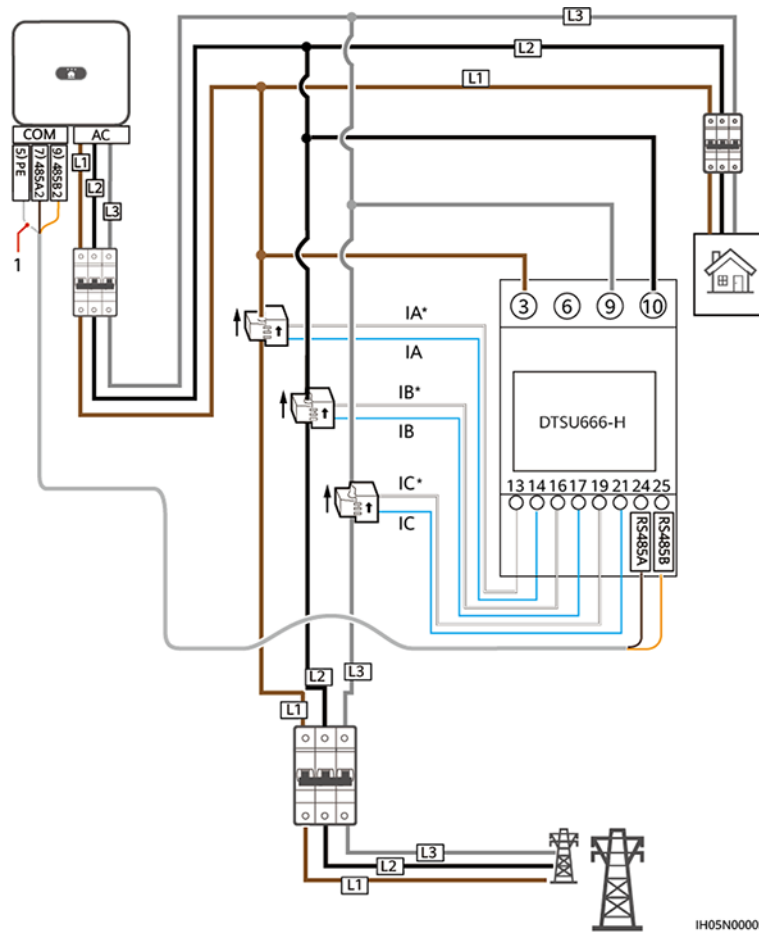 L3
L2
L1
COM
AC
5) PE
7) 485A2
9) 485B2
L1
L2
L3
1
3
6
9
10
IA*
IA
IB*
IB
DTSU666-H
IC*
IC
13 14 16 17 19 21 24 25
RS485A
RS485B
L3
L2
L1
L3
L2
L1
IH05N0000